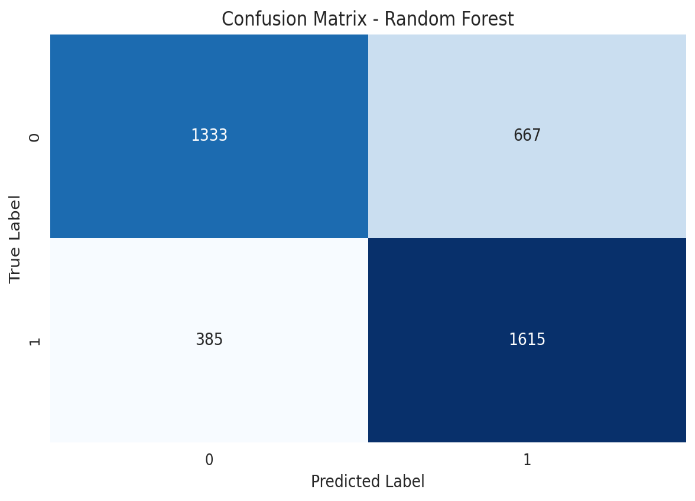 Confusion Matrix - Random Forest
True Label
0
1333
667
1
385
1615
0
1
Predicted Label